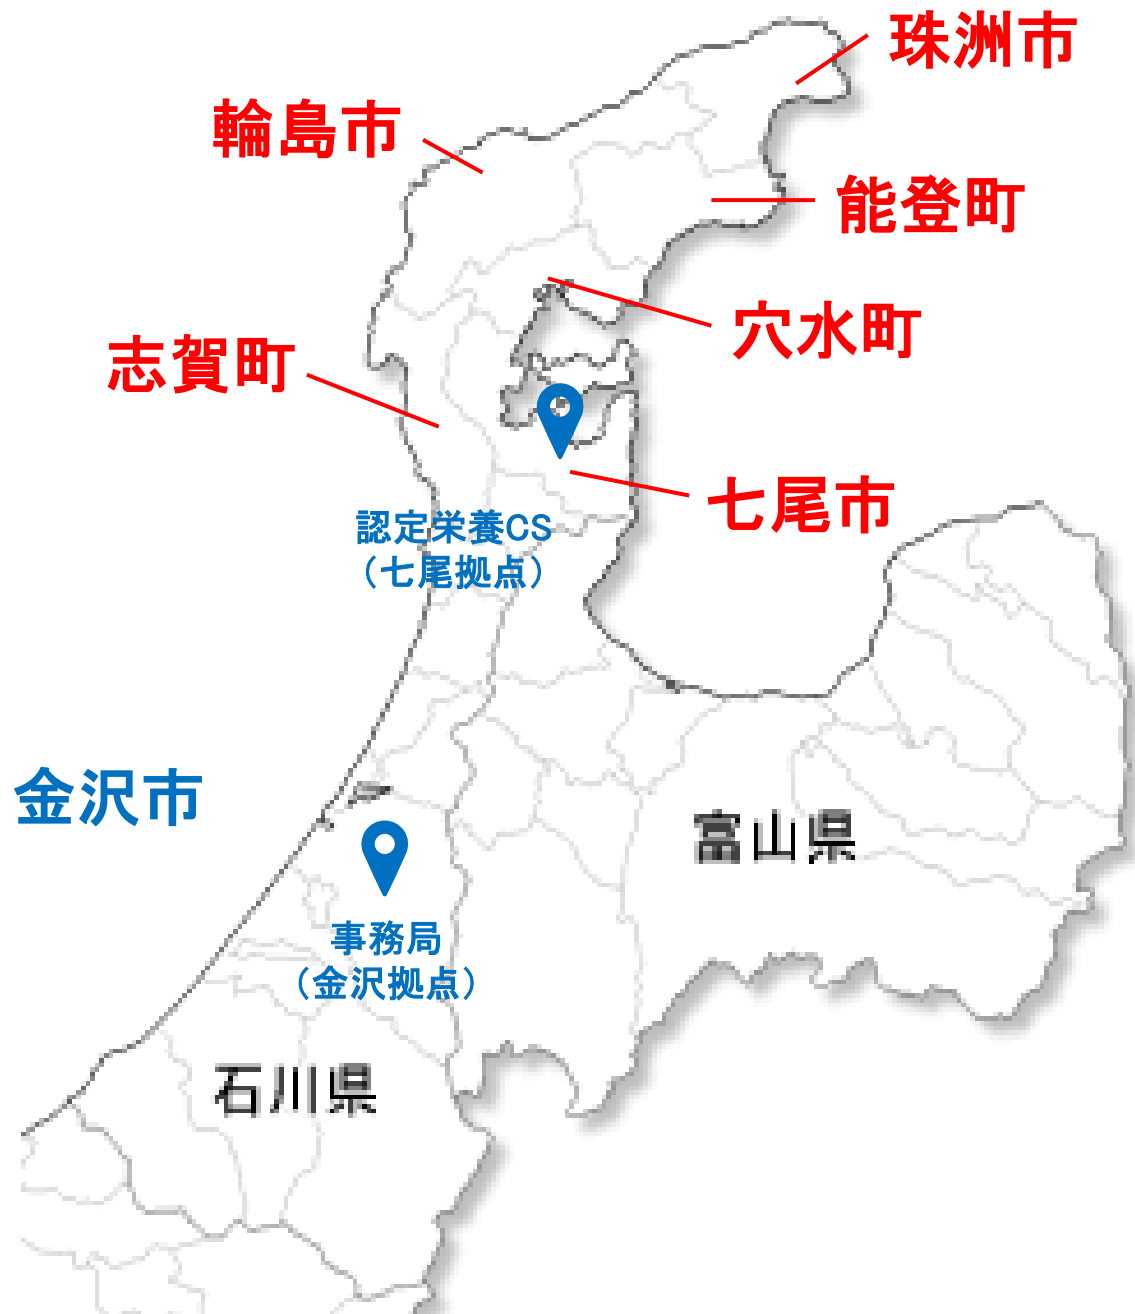 珠洲市
輪島市
能登町
穴水町
志賀町
七尾市
認定栄養CS
（七尾拠点）
金沢市
富山県
事務局
（金沢拠点）
石川県